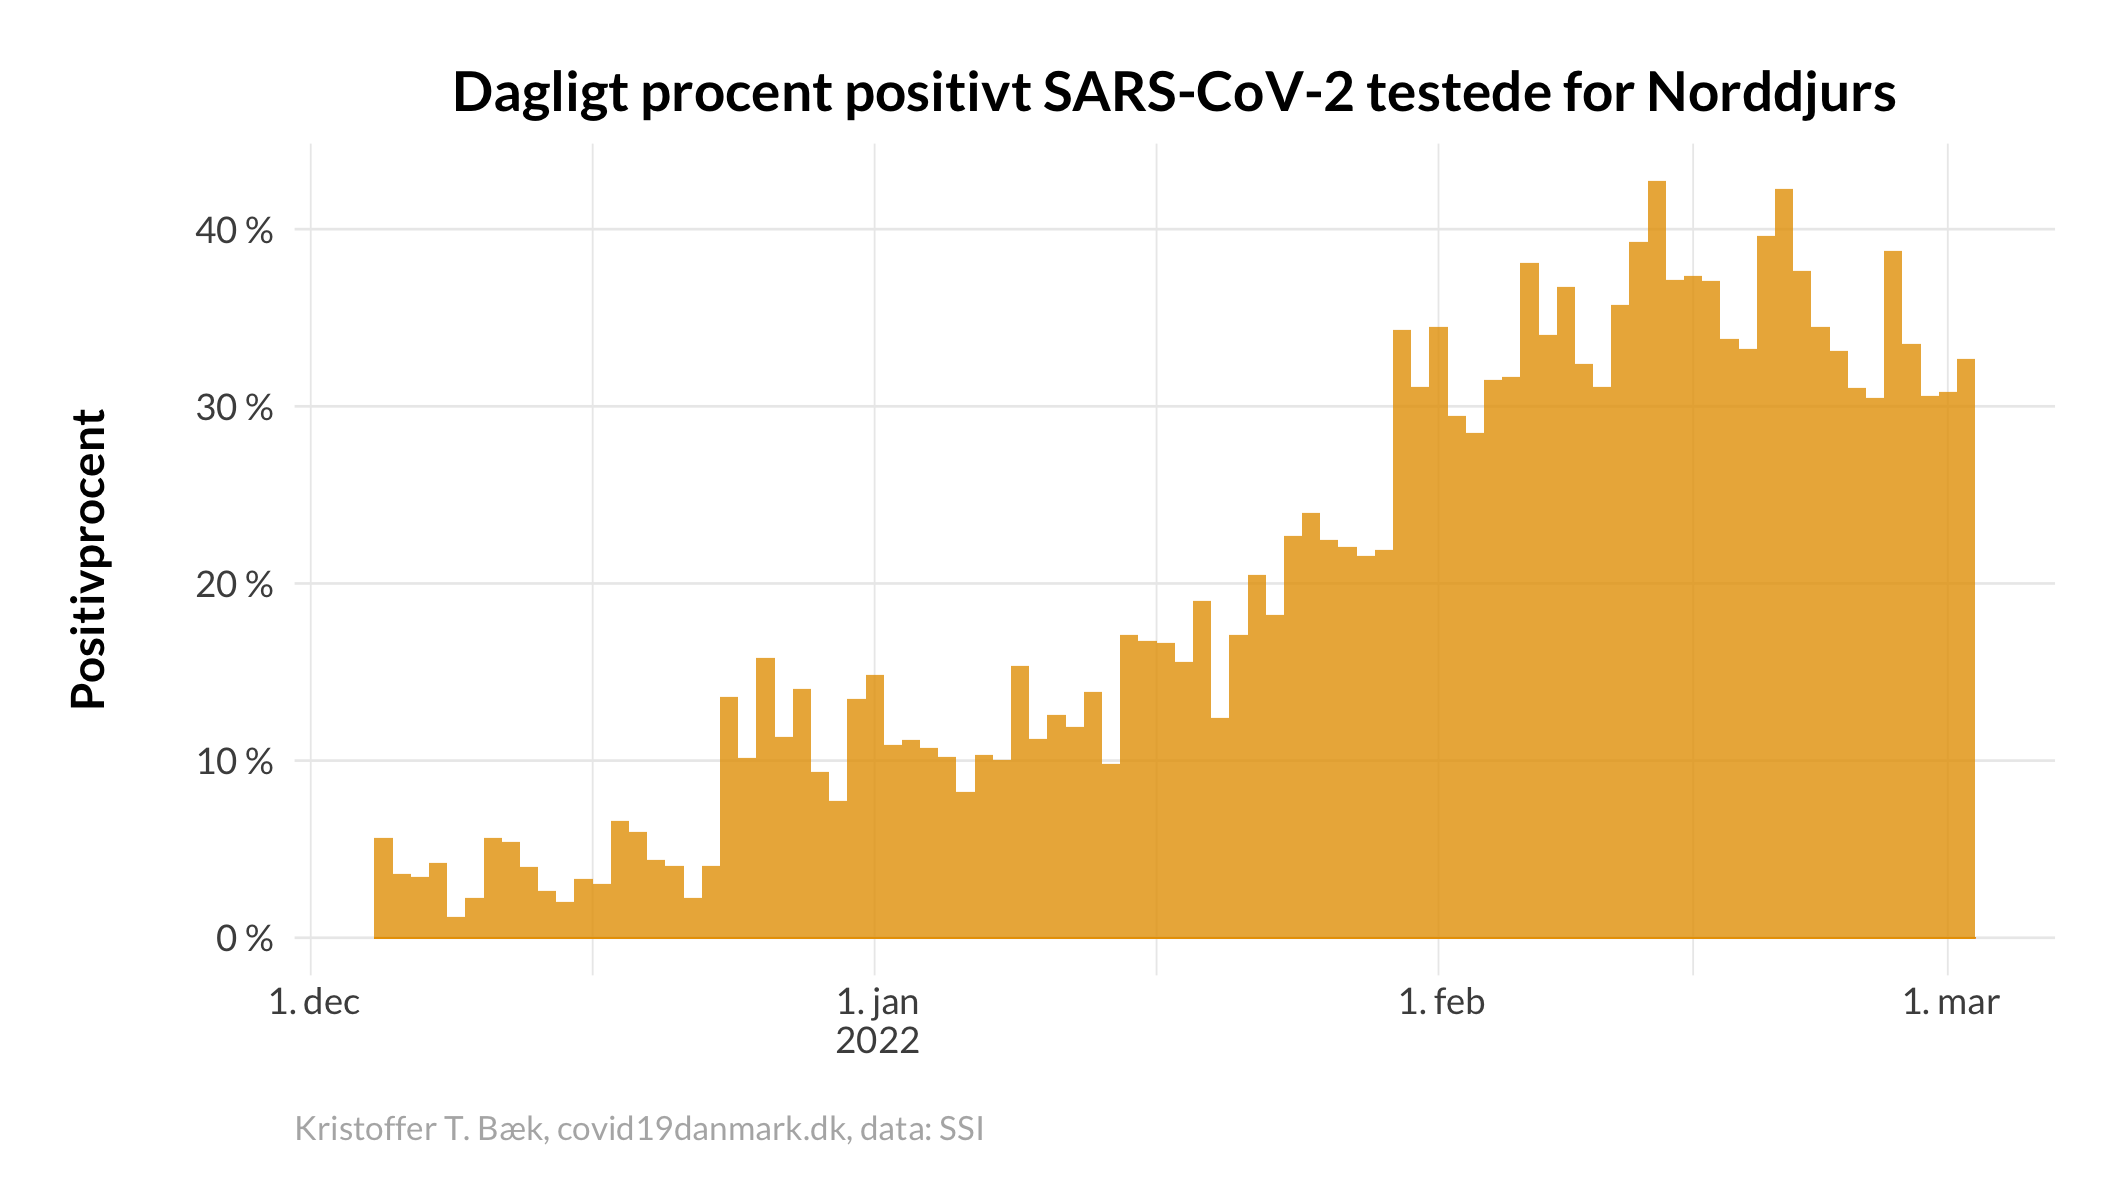 Dagligt procent positivt SARS-CoV-2 testede for Norddjurs
Positivprocent
40 %
30 %
20 %
10 %
0 %
1. dec
1. jan
2022
1. feb
1. mar
Kristoffer T. Bæk, covid19danmark.dk, data: SSI